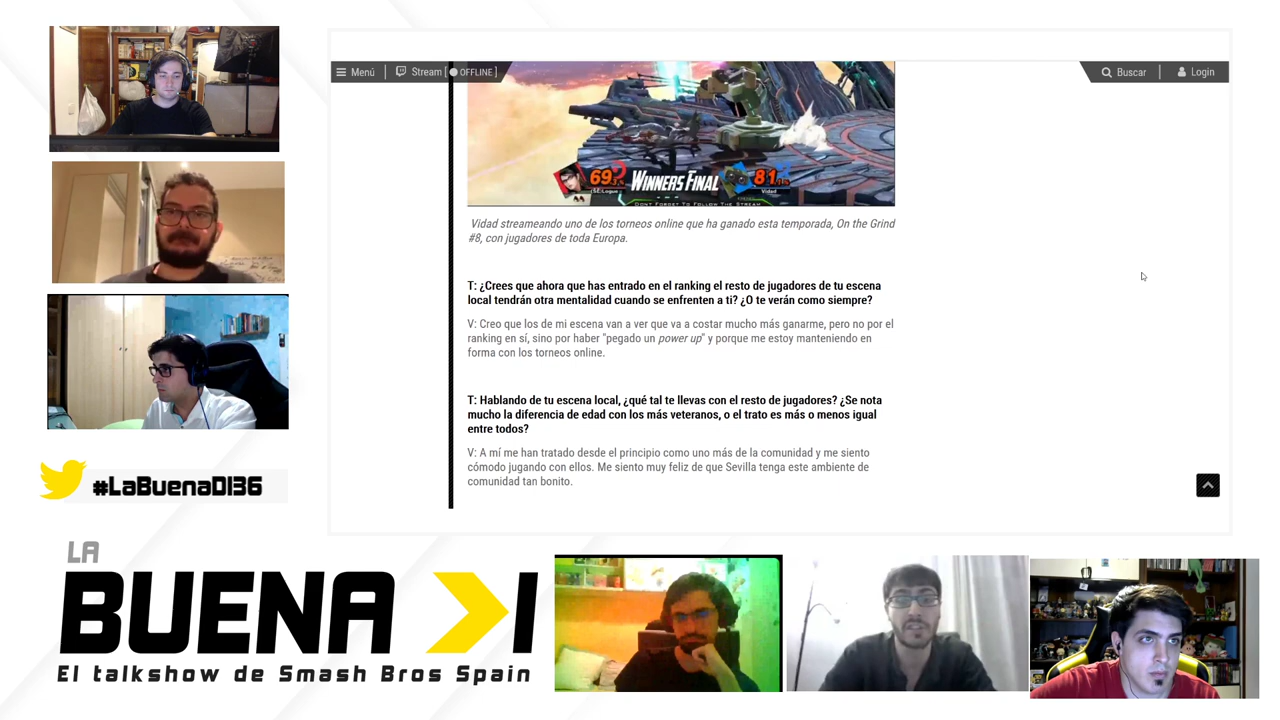 Menú
Stream [ OFFLINE ]
Buscar
Login
69
WINNERS FINAL
81
Vidad
DON'T FORGET TO FOLLOW THE STREAM
Vidad streameando uno de los torneos online que ha ganado esta temporada, On the Grind
#8, con jugadores de toda Europa.
T: ¿Crees que ahora que has entrado en el ranking el resto de jugadores de tu escena
local tendrán otra mentalidad cuando se enfrenten a ti? ¿O te verán como siempre?
V: Creo que los de mi escena van a ver que va a costar mucho más ganarme, pero no por el
ranking en sí, sino por haber "pegado un power up" y porque me estoy manteniendo en
forma con los torneos online.
T: Hablando de tu escena local, ¿qué tal te llevas con el resto de jugadores? ¿Se nota
mucho la diferencia de edad con los más veteranos, o el trato es más o menos igual
entre todos?
V: A mí me han tratado desde el principio como uno más de la comunidad y me siento
cómodo jugando con ellos. Me siento muy feliz de que Sevilla tenga este ambiente de
comunidad tan bonito.
#LaBuenaDI36
LA
BUENA DI
El talkshow de Smash Bros Spain